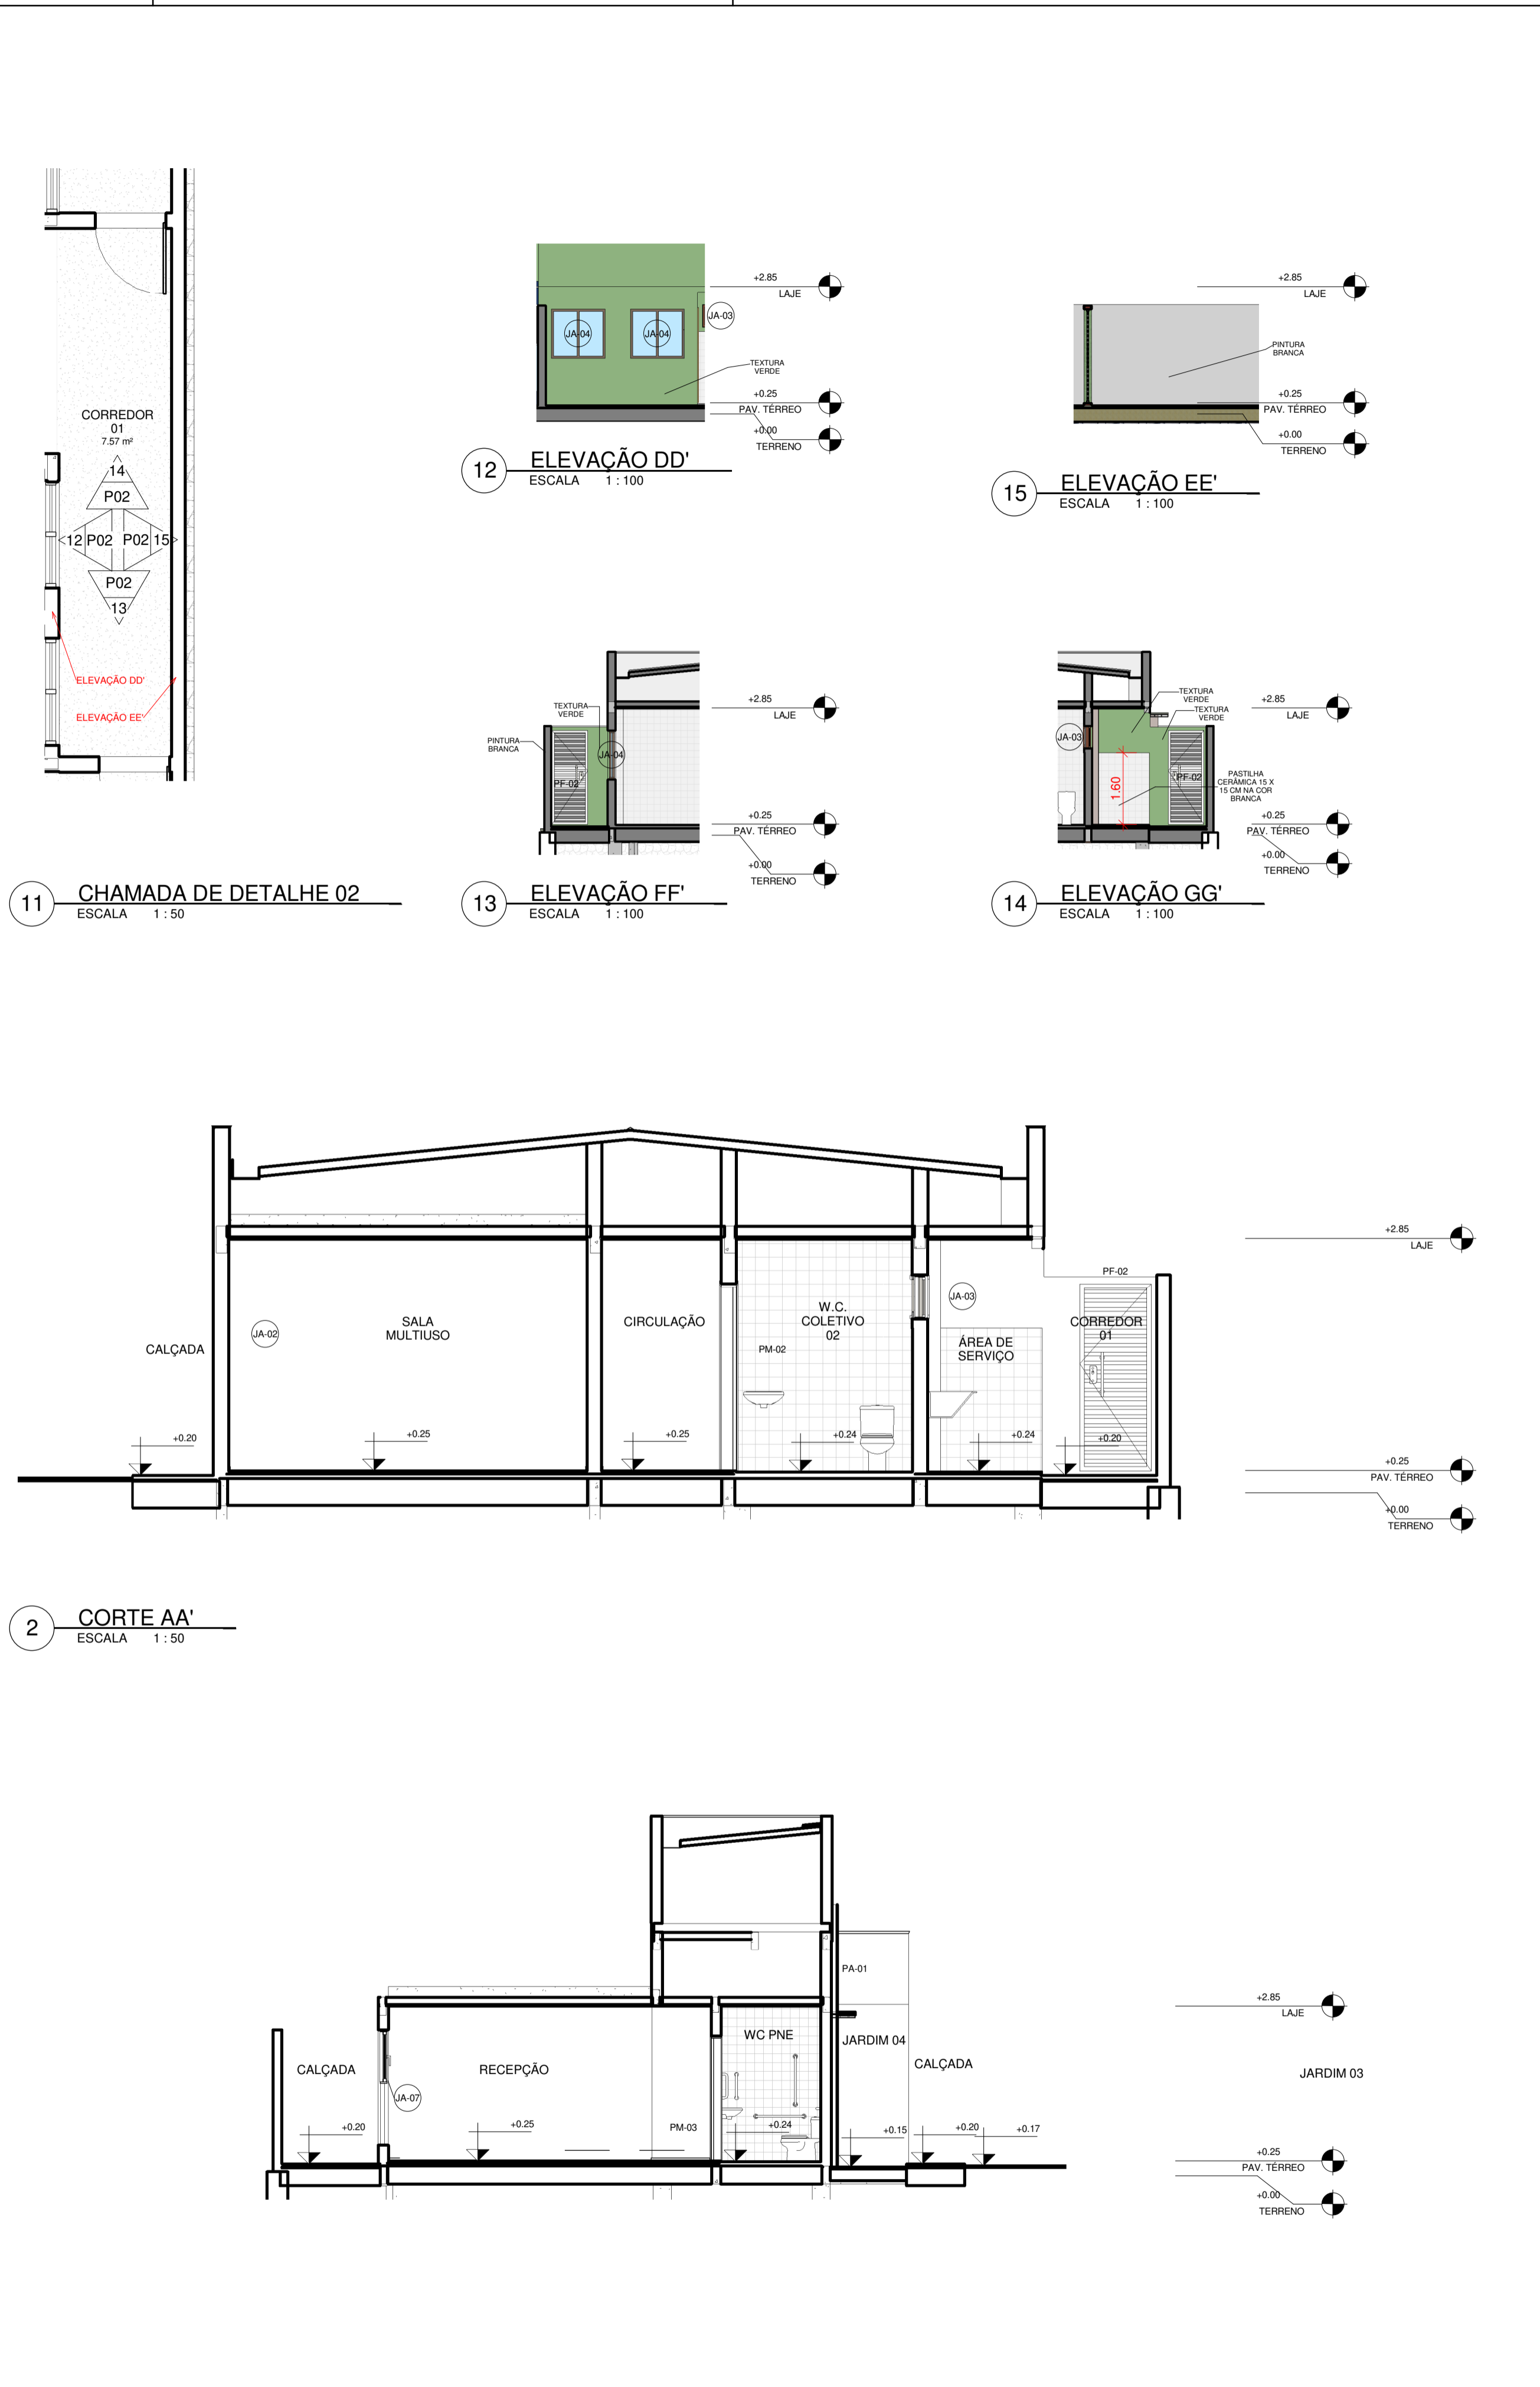 CORREDOR
01
7.57 m²
14
P02
12 P02 P02 15
P02
13
ELEVAÇÃO DD'
ELEVAÇÃO EE'
11 CHAMADA DE DETALHE 02
ESCALA 1 : 50
JA-04 JA-04
JA-03
TEXTURA
VERDE
+2.85
LAJE
+0.25
PAV. TÉRREO
+0.00
TERRENO
12 ELEVAÇÃO DD'
ESCALA 1 : 100
PINTURA
BRANCA
+2.85
LAJE
+0.25
PAV. TÉRREO
+0.00
TERRENO
15 ELEVAÇÃO EE'
ESCALA 1 : 100
TEXTURA
VERDE
PINTURA
BRANCA
JA-04
PF-02
+2.85
LAJE
+0.25
PAV. TÉRREO
+0.00
TERRENO
13 ELEVAÇÃO FF'
ESCALA 1 : 100
TEXTURA
VERDE
TEXTURA
VERDE
JA-03
1.60
PF-02
PASTILHA
CERÂMICA 15 X
15 CM NA COR
BRANCA
+2.85
LAJE
+0.25
PAV. TÉRREO
+0.00
TERRENO
14 ELEVAÇÃO GG'
ESCALA 1 : 100
CALÇADA
JA-02
SALA
MULTIUSO
CIRCULAÇÃO
W.C.
COLETIVO
02
PM-02
JA-03
ÁREA DE
SERVIÇO
PF-02
CORREDOR
01
+0.20
+0.25
+0.25
+0.24
+0.24
+0.20
+2.85
LAJE
+0.25
PAV. TÉRREO
+0.00
TERRENO
2 CORTE AA'
ESCALA 1 : 50
PA-01
CALÇADA
JA-07
RECEPÇÃO
WC PNE
JARDIM 04
CALÇADA
JARDIM 03
PM-03
+0.20
+0.25
+0.24
+0.15
+0.20
+0.17
+2.85
LAJE
+0.25
PAV. TÉRREO
+0.00
TERRENO